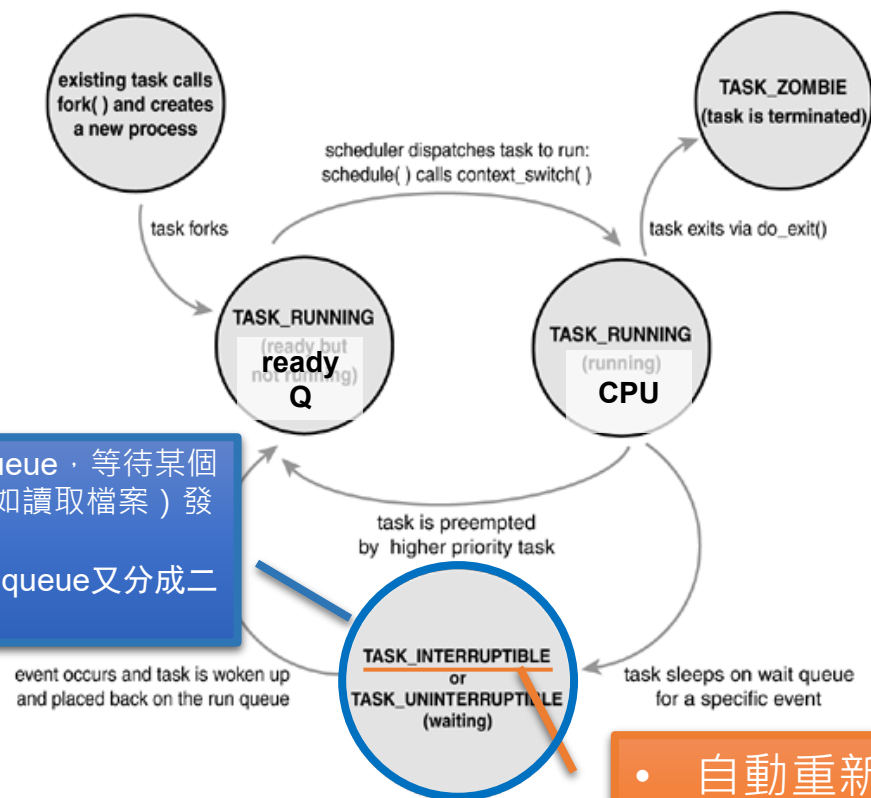 existing task calls
fork( ) and creates
a new process
TASK_ZOMBIE
(task is terminated)
scheduler dispatches task to run:
schedule( ) calls context_switch( )
task forks
task exits via do_exit()
TASK_RUNNING
(ready but
not running)
ready
Q
TASK_RUNNING
(running)
CPU
ueue，等待某個
如讀取檔案）發
queue又分成二
task is preempted
by higher priority task
TASK_INTERRUPTIBLE
or
TASK_UNINTERRUPTIBLE
(waiting)
event occurs and task is woken up
and placed back on the run queue
task sleeps on wait queue
for a specific event
• 自動重新